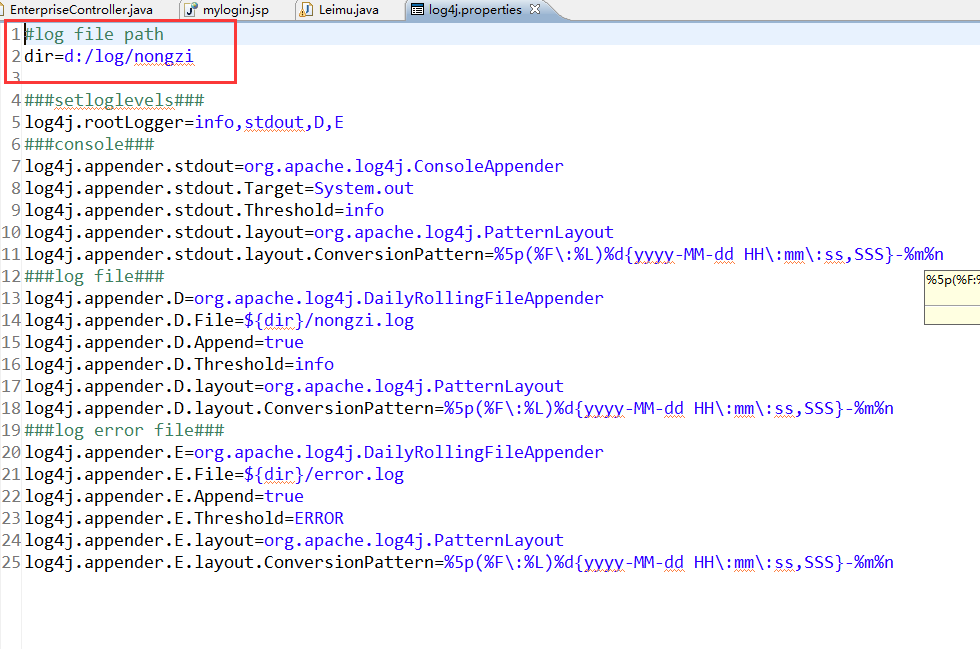 EnterpriseController.java mylogin.jsp Leimu.java log4j.properties
1 #log file path
2 dir=d:/log/nongzi
3
4 ###setloglevels###
5 log4j.rootLogger=info,stdout,D,E
6 ###console###
7 log4j.appender.stdout=org.apache.log4j.ConsoleAppender
8 log4j.appender.stdout.Target=System.out
9 log4j.appender.stdout.Threshold=info
10 log4j.appender.stdout.layout=org.apache.log4j.PatternLayout
11 log4j.appender.stdout.layout.ConversionPattern=%5p(%F\:%L)%d{yyyy-MM-dd HH\:mm\:ss,SSS}-%m%n
12 ###log file###
%5p(%F:%
13 log4j.appender.D=org.apache.log4j.DailyRollingFileAppender
14 log4j.appender.D.File=${dir}/nongzi.log
15 log4j.appender.D.Append=true
16 log4j.appender.D.Threshold=info
17 log4j.appender.D.layout=org.apache.log4j.PatternLayout
18 log4j.appender.D.layout.ConversionPattern=%5p(%F\:%L)%d{yyyy-MM-dd HH\:mm\:ss,SSS}-%m%n
19 ###log error file###
20 log4j.appender.E=org.apache.log4j.DailyRollingFileAppender
21 log4j.appender.E.File=${dir}/error.log
22 log4j.appender.E.Append=true
23 log4j.appender.E.Threshold=ERROR
24 log4j.appender.E.layout=org.apache.log4j.PatternLayout
25 log4j.appender.E.layout.ConversionPattern=%5p(%F\:%L)%d{yyyy-MM-dd HH\:mm\:ss,SSS}-%m%n